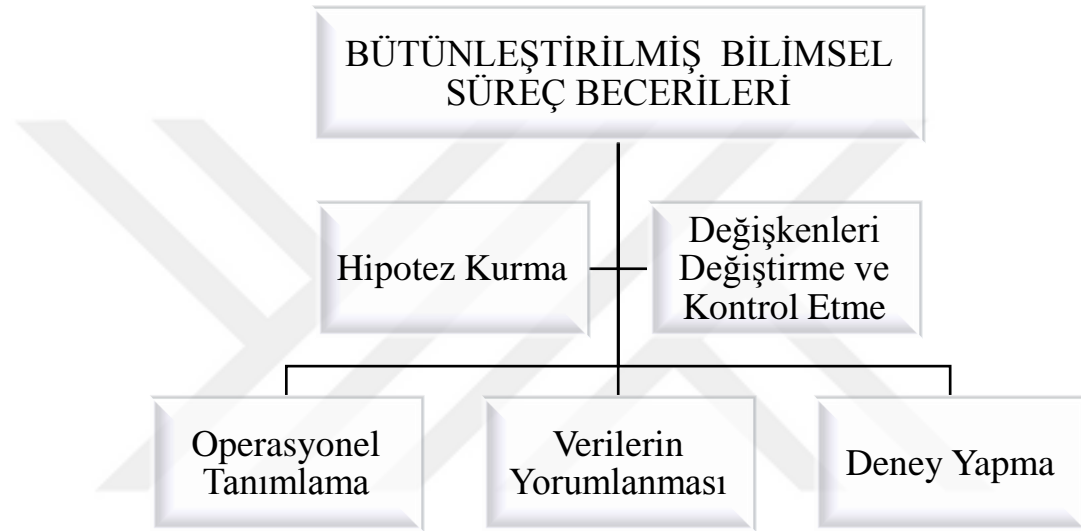 BÜTÜNLEŞTİRİLMİŞ BİLİMSEL
SÜREÇ BECERİLERİ
Hipotez Kurma
Değişkenleri
Değiştirme ve
Kontrol Etme
Operasyonel
Tanımlama
Verilerin
Yorumlanması
Deney Yapma